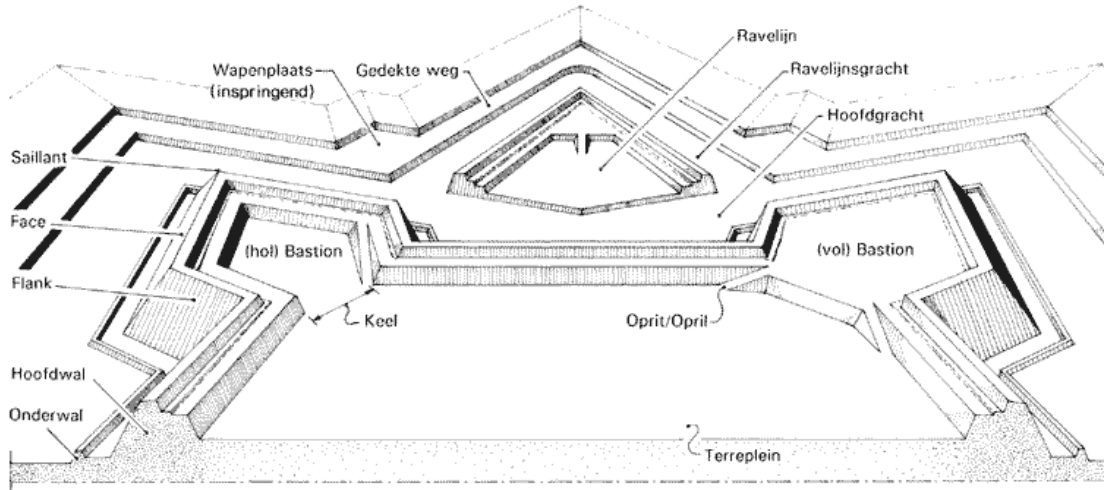 Ravelijn
Wapenplaats
(inspringend)
Gedekte weg
Ravelijnsgracht
Hoofdgracht
Saillant
Face
(hol) Bastion
(vol) Bastion
Flank
Keel
Oprit/Opril
Hoofdwal
Onderwal
Terreplein